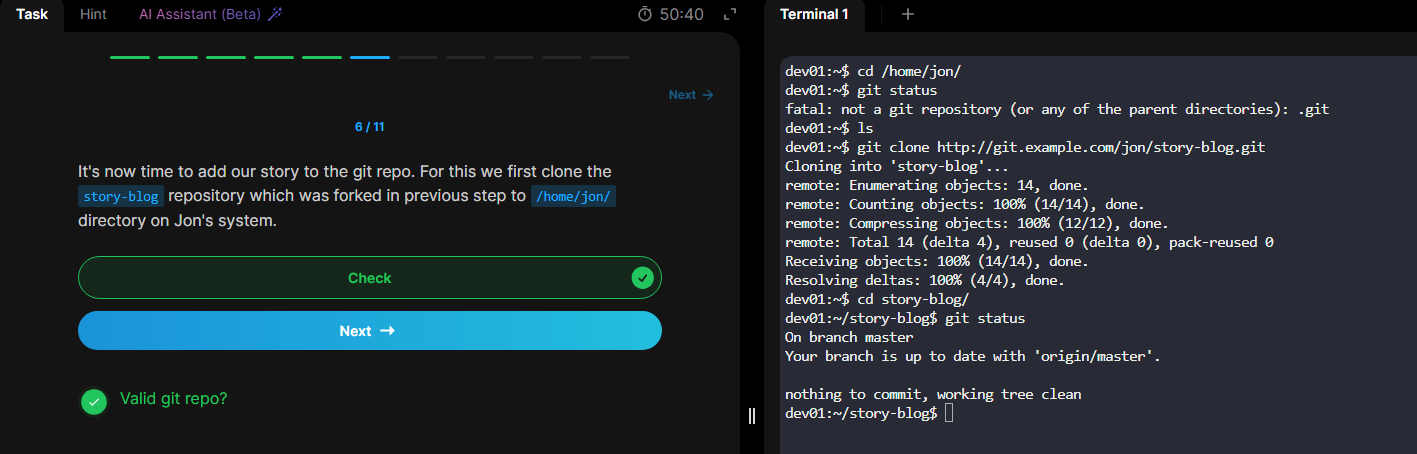 Task Hint AI Assistant (Beta) 50:40
Next →
6 / 11
It's now time to add our story to the git repo. For this we first clone the
story-blog repository which was forked in previous step to /home/jon/
directory on Jon's system.
Check
Next →
Valid git repo?
Terminal 1 +
dev01:~$ cd /home/jon/
dev01:~$ git status
fatal: not a git repository (or any of the parent directories): .git
dev01:~$ ls
dev01:~$ git clone http://git.example.com/jon/story-blog.git
Cloning into 'story-blog'...
remote: Enumerating objects: 14, done.
remote: Counting objects: 100% (14/14), done.
remote: Compressing objects: 100% (12/12), done.
remote: Total 14 (delta 4), reused 0 (delta 0), pack-reused 0
Receiving objects: 100% (14/14), done.
Resolving deltas: 100% (4/4), done.
dev01:~$ cd story-blog/
dev01:~/story-blog$ git status
On branch master
Your branch is up to date with 'origin/master'.
nothing to commit, working tree clean
dev01:~/story-blog$